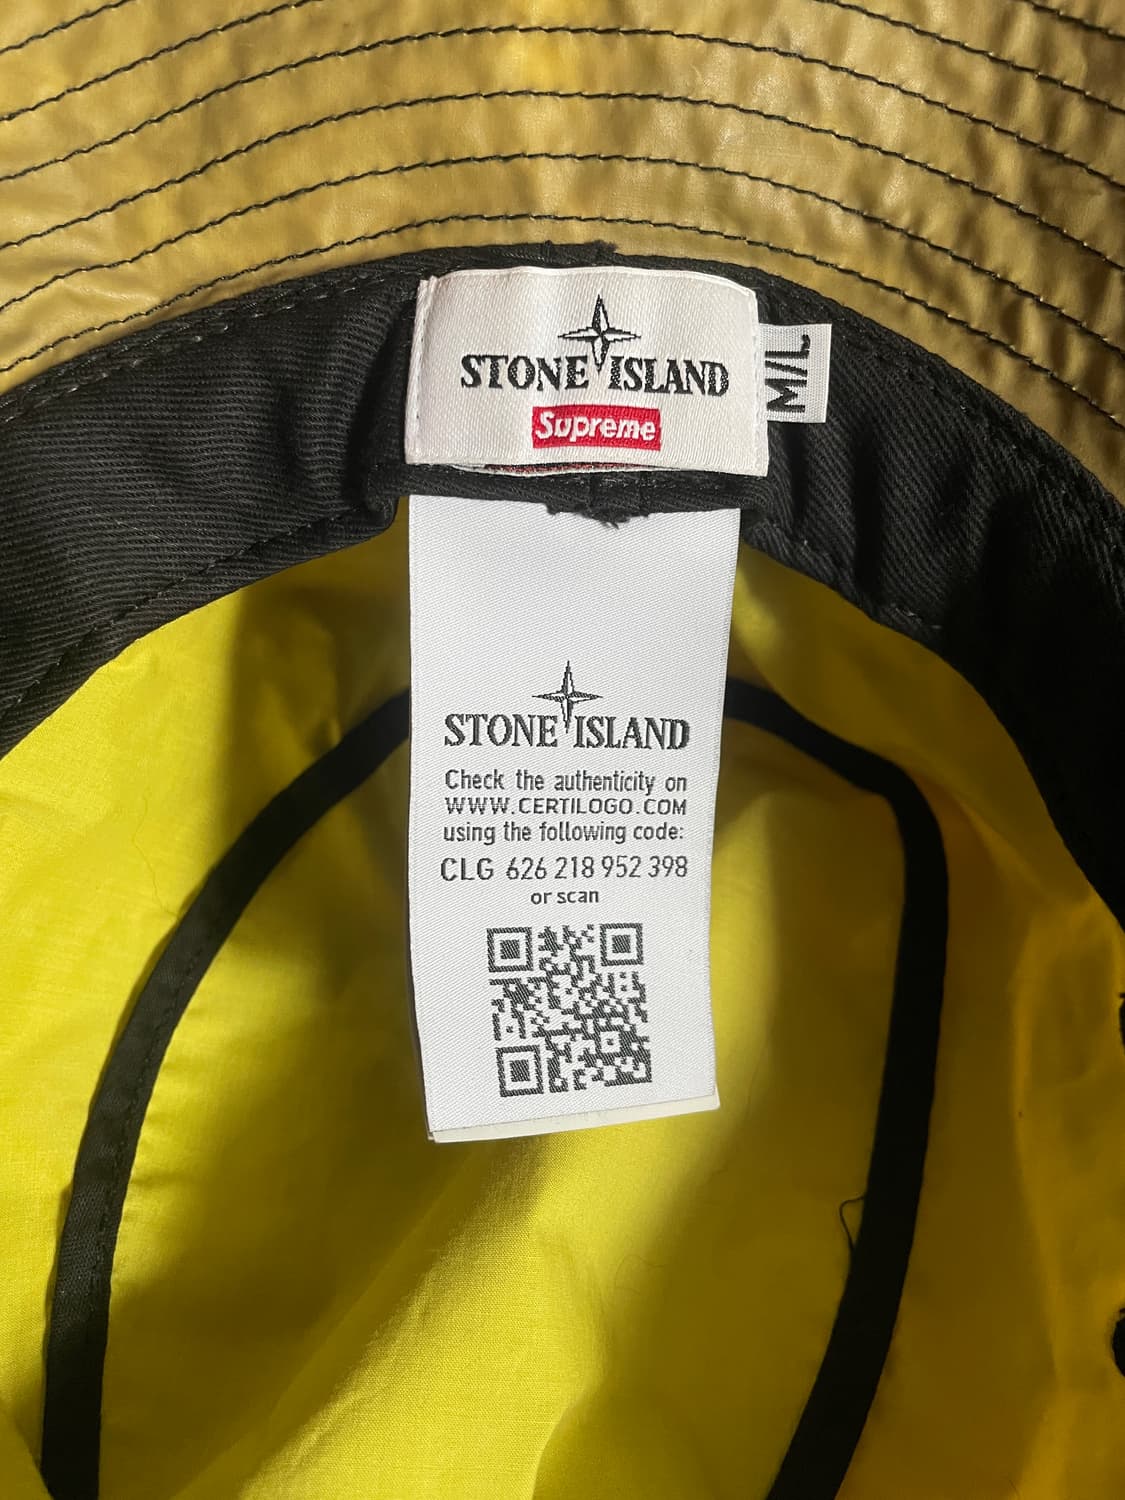 STONE ISLAND
Supreme
M/L
STONE ISLAND
Check the authenticity on
WWW.CERTILOGO.COM
using the following code:
CLG 626 218 952 398
or scan